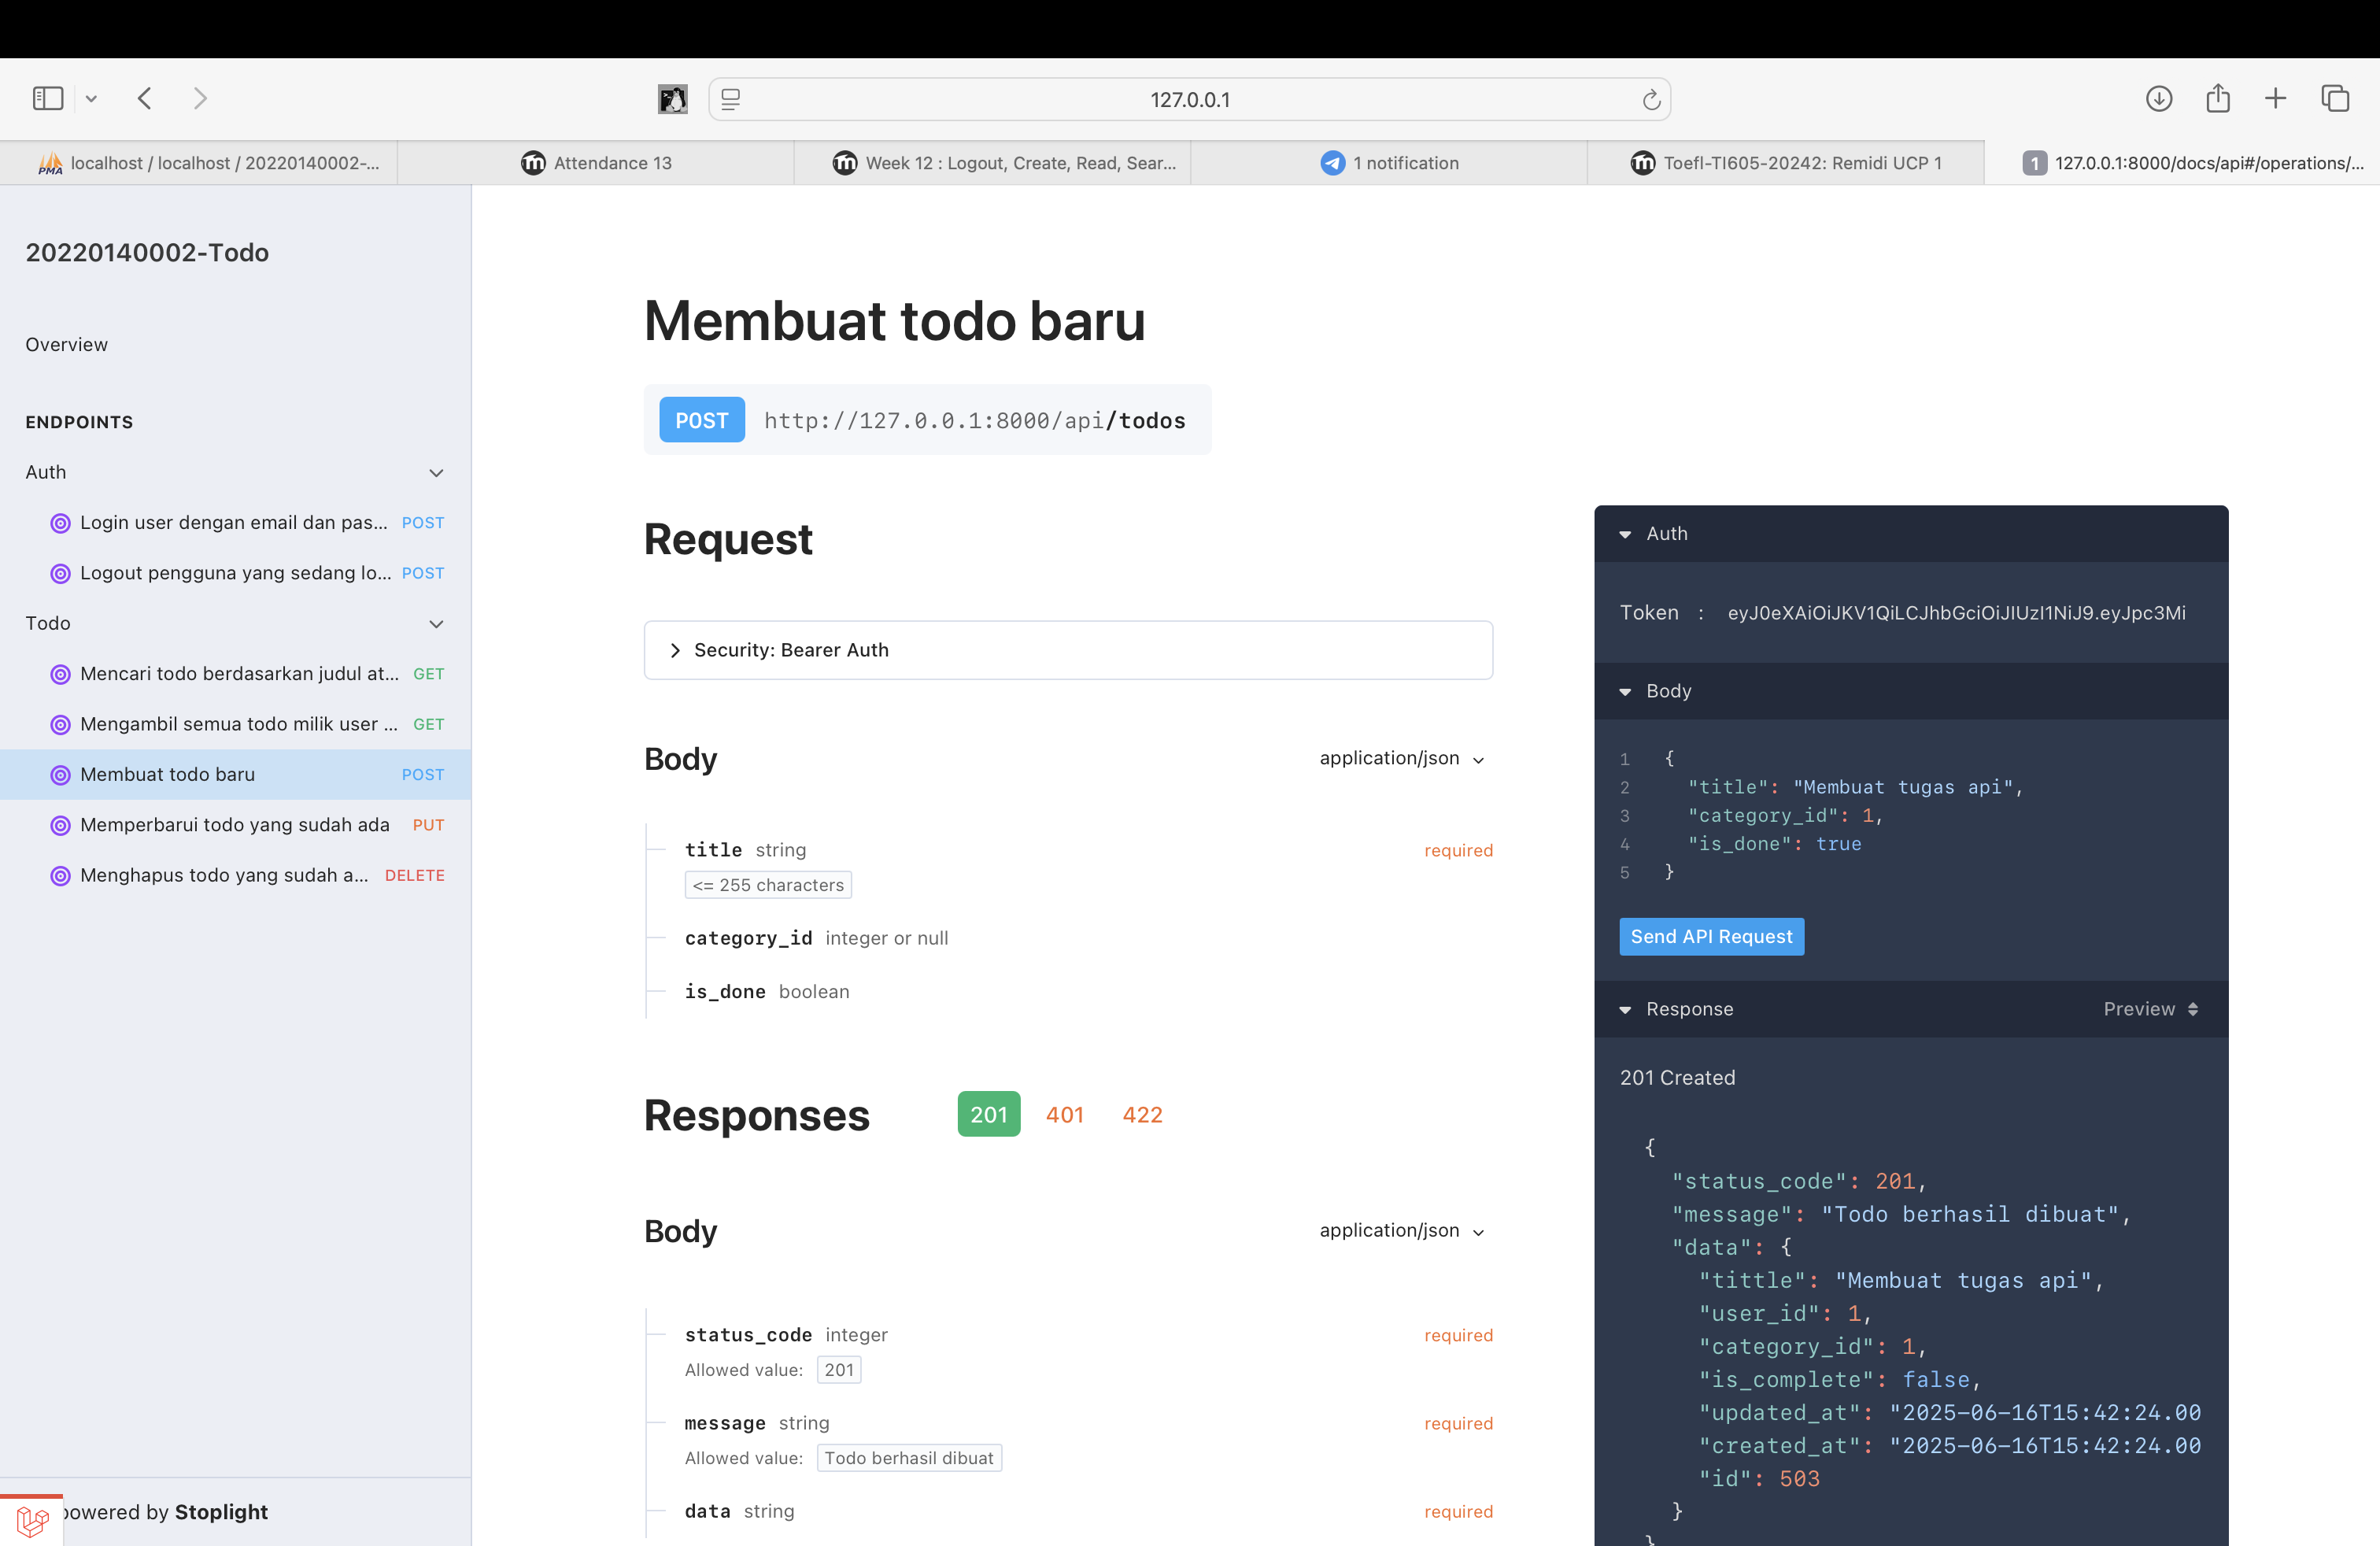 127.0.0.1
localhost / localhost / 20220140002-...
Attendance 13
Week 12 : Logout, Create, Read, Sear...
1 notification
Toefl-TI605-20242: Remidi UCP 1
1 127.0.0.1:8000/docs/api#/operations/...
20220140002-Todo
Overview
ENDPOINTS
Auth
Login user dengan email dan pas... POST
Logout pengguna yang sedang lo... POST
Todo
Mencari todo berdasarkan judul at... GET
Mengambil semua todo milik user ... GET
Membuat todo baru POST
Memperbarui todo yang sudah ada PUT
Menghapus todo yang sudah a... DELETE
powered by Stoplight
Membuat todo baru
POST http://127.0.0.1:8000/api/todos
Request
Security: Bearer Auth
Body application/json
title string required
<= 255 characters
category_id integer or null
is_done boolean
Responses 201 401 422
Body application/json
status_code integer required
Allowed value: 201
message string required
Allowed value: Todo berhasil dibuat
data string required
Auth
Token : eyJ0eXAiOiJKV1QiLCJhbGciOiJIUzI1NiJ9.eyJpc3Mi
Body
1 {
2 "title": "Membuat tugas api",
3 "category_id": 1,
4 "is_done": true
5 }
Send API Request
Response Preview
201 Created
{
"status_code": 201,
"message": "Todo berhasil dibuat",
"data": {
"tittle": "Membuat tugas api",
"user_id": 1,
"category_id": 1,
"is_complete": false,
"updated_at": "2025-06-16T15:42:24.00
"created_at": "2025-06-16T15:42:24.00
"id": 503
}
}